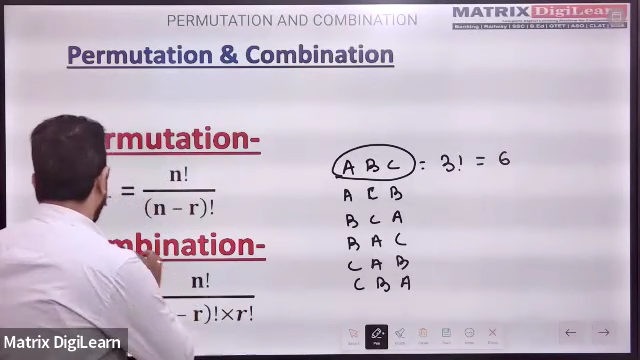 PERMUTATION AND COMBINATION
MATRIX DigiLearn
Banking | Railway | SSC | B.Ed | OTET | ASO | CLAT | CUB
Permutation & Combination
rmutation-
= n!
(n – r)!
mbination-
n!
– r)!×r!
A B C = 3! = 6
A C B
B C A
B A C
C A B
C B A
Matrix DigiLearn